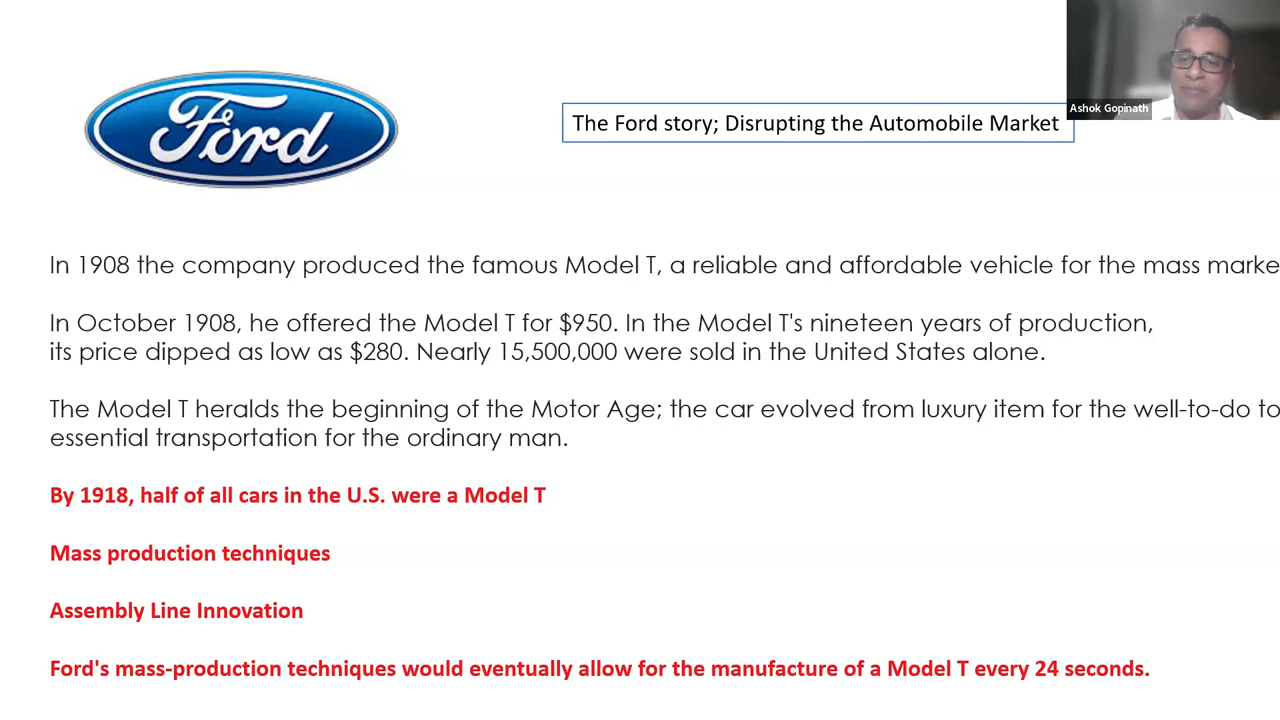 Ford
The Ford story; Disrupting the Automobile Market
Ashok Gopinath
In 1908 the company produced the famous Model T, a reliable and affordable vehicle for the mass marke
In October 1908, he offered the Model T for $950. In the Model T's nineteen years of production,
its price dipped as low as $280. Nearly 15,500,000 were sold in the United States alone.
The Model T heralds the beginning of the Motor Age; the car evolved from luxury item for the well-to-do to
essential transportation for the ordinary man.
By 1918, half of all cars in the U.S. were a Model T
Mass production techniques
Assembly Line Innovation
Ford's mass-production techniques would eventually allow for the manufacture of a Model T every 24 seconds.